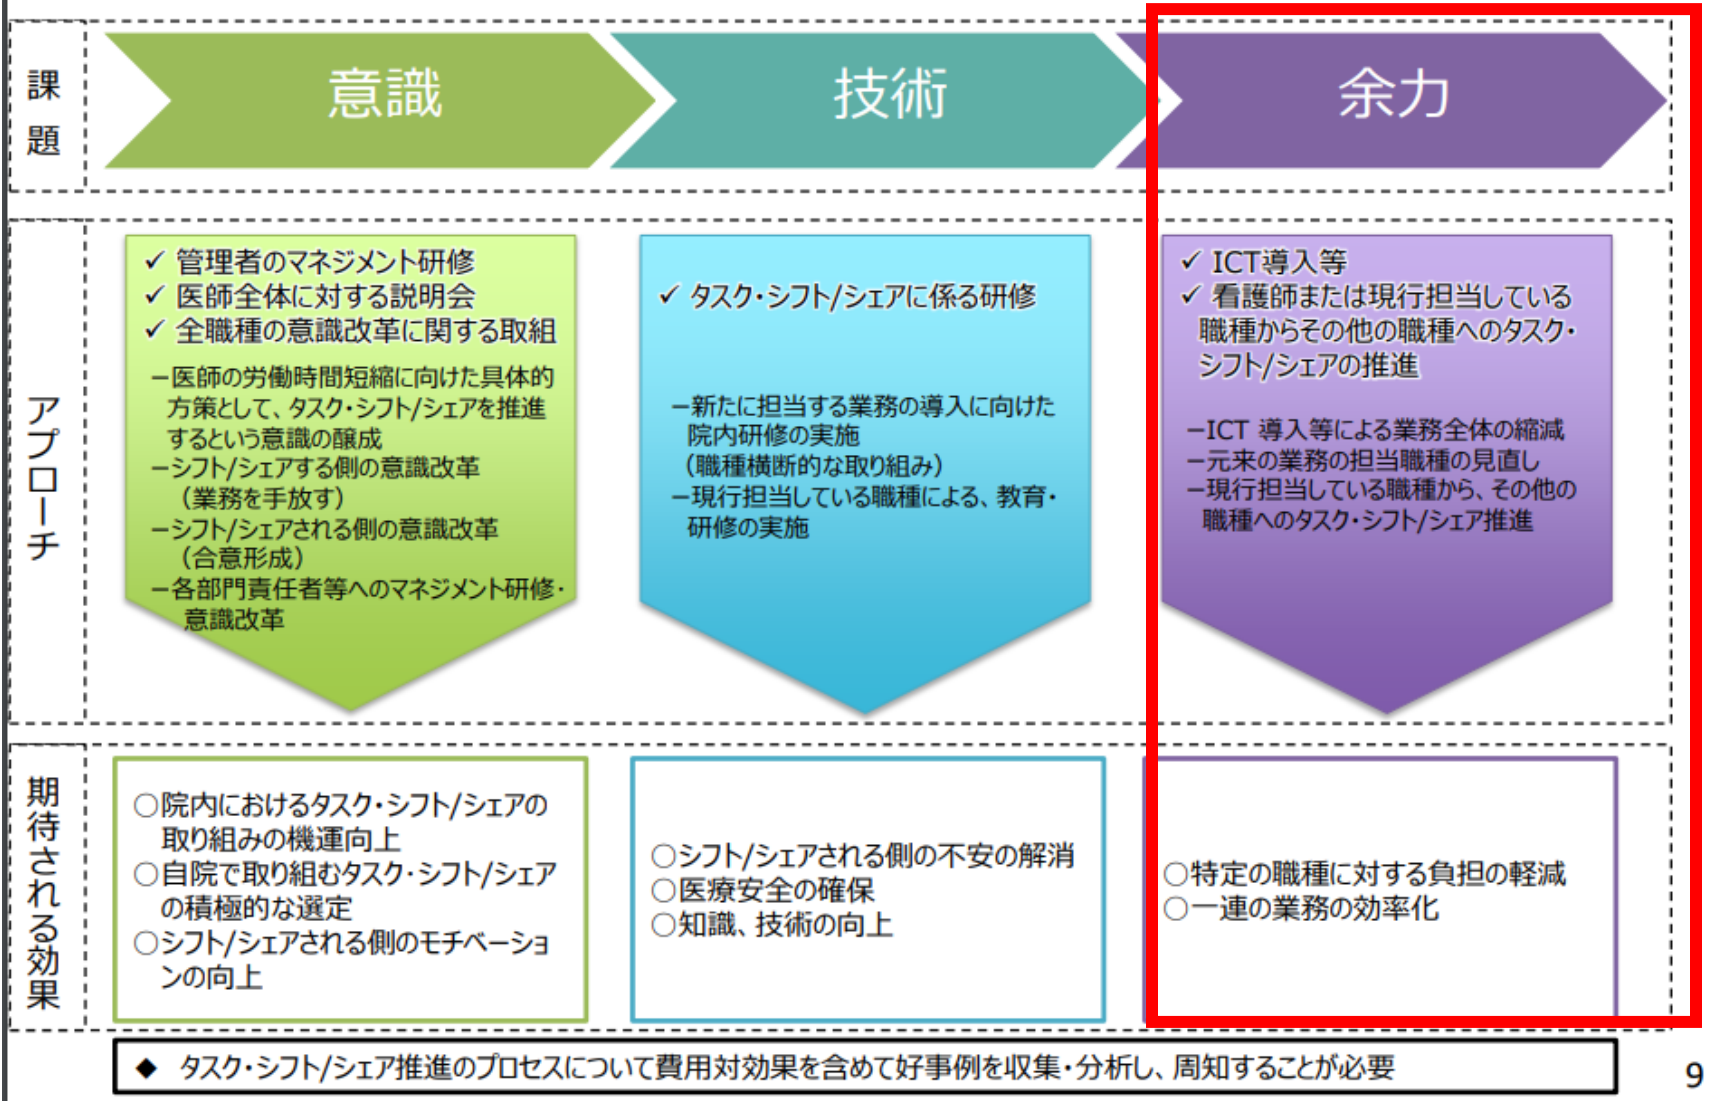 課題
意識
技術
余力
アプローチ
✓ 管理者のマネジメント研修
✓ 医師全体に対する説明会
✓ 全職種の意識改革に関する取組
－医師の労働時間短縮に向けた具体的
方策として、タスク・シフト/シェアを推進
するという意識の醸成
－シフト/シェアする側の意識改革
（業務を手放す）
－シフト/シェアされる側の意識改革
（合意形成）
－各部門責任者等へのマネジメント研修・
意識改革
✓ タスク・シフト/シェアに係る研修
－新たに担当する業務の導入に向けた
院内研修の実施
（職種横断的な取り組み）
－現行担当している職種による、教育・
研修の実施
✓ ICT導入等
✓ 看護師または現行担当している
職種からその他の職種へのタスク・
シフト/シェアの推進
－ICT 導入等による業務全体の縮減
－元来の業務の担当職種の見直し
－現行担当している職種から、その他の
職種へのタスク・シフト/シェア推進
期待される効果
○院内におけるタスク・シフト/シェアの
取り組みの機運向上
○自院で取り組むタスク・シフト/シェア
の積極的な選定
○シフト/シェアされる側のモチベーショ
ンの向上
○シフト/シェアされる側の不安の解消
○医療安全の確保
○知識、技術の向上
○特定の職種に対する負担の軽減
○一連の業務の効率化
◆ タスク・シフト/シェア推進のプロセスについて費用対効果を含めて好事例を収集・分析し、周知することが必要
9